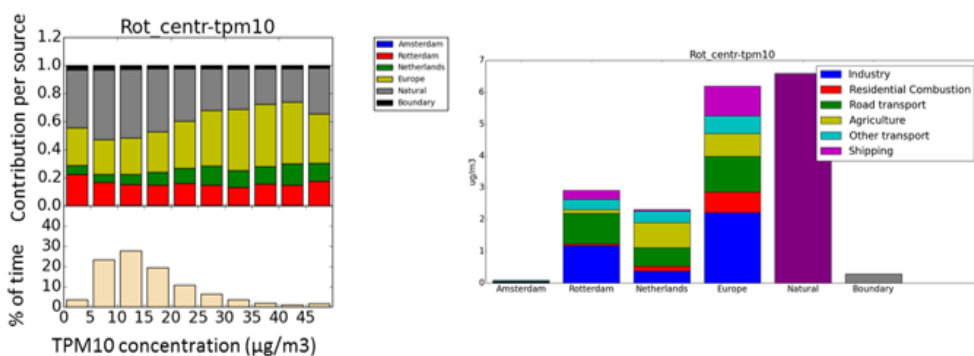 Rot_centr-tpm10
Contribution per source
1.2
1.0
0.8
0.6
0.4
0.2
0.0
Amsterdam
Rotterdam
Netherlands
Europe
Natural
Boundary
% of time
40
30
20
10
0
0 5 10 15 20 25 30 35 40 45
TPM10 concentration (µg/m3)
Rot_centr-tpm10
ug/m3
7
6
5
4
3
2
1
0
Industry
Residential Combustion
Road transport
Agriculture
Other transport
Shipping
Amsterdam Rotterdam Netherlands Europe Natural Boundary